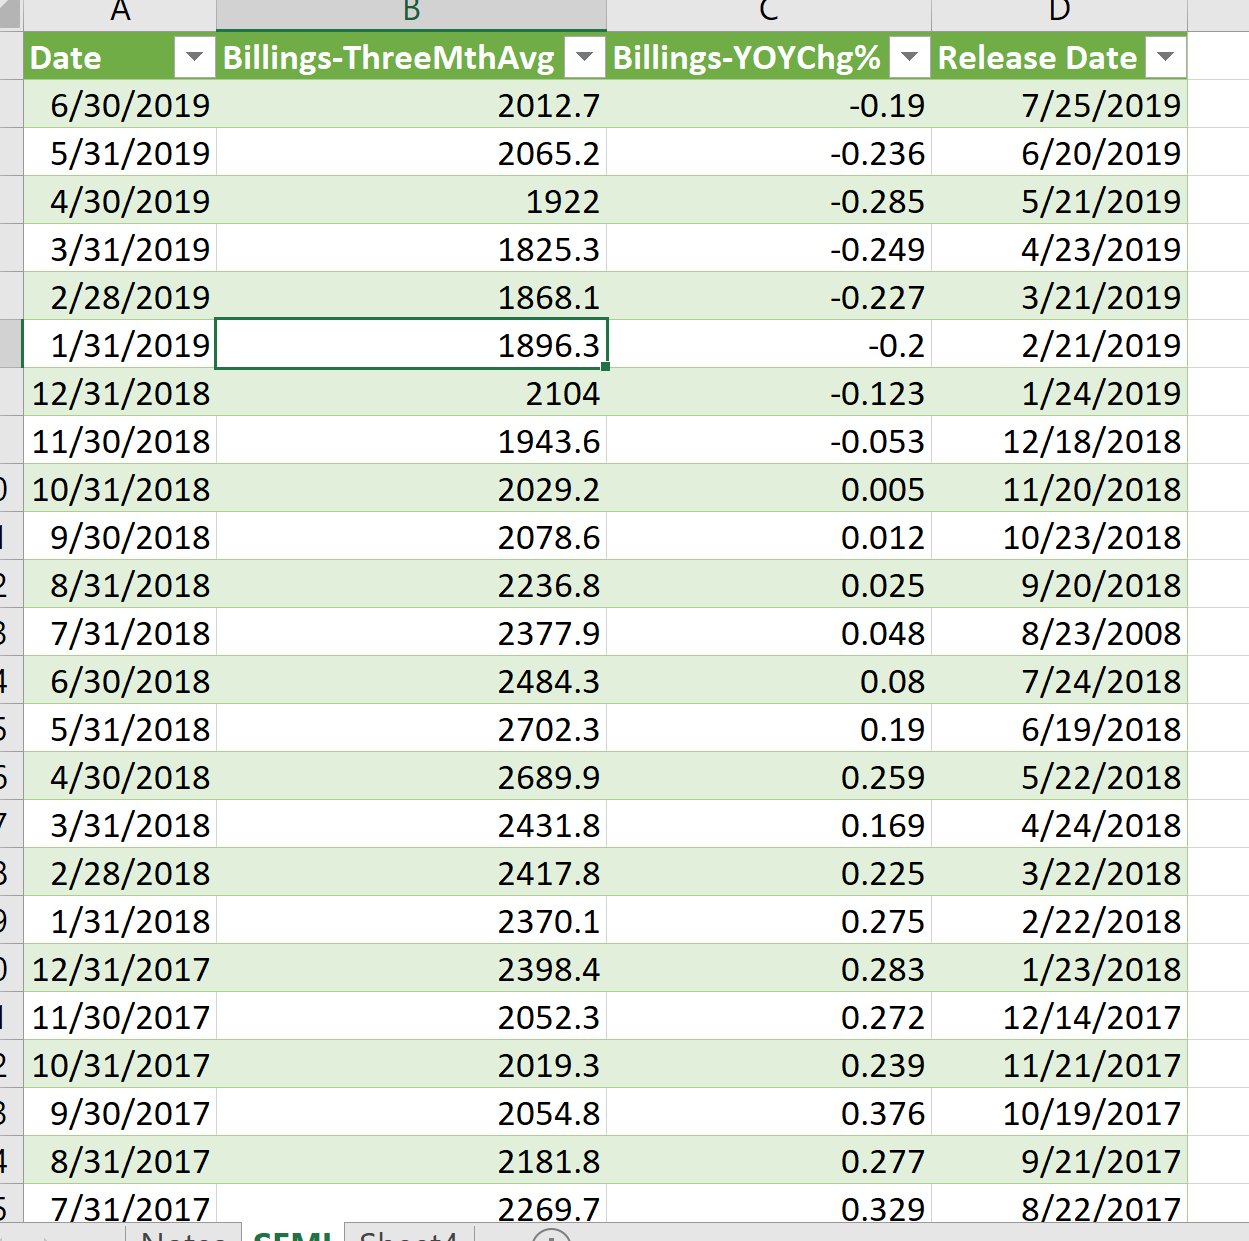 A B C D
Date Billings-ThreeMthAvg Billings-YOYChg% Release Date
6/30/2019 2012.7 -0.19 7/25/2019
5/31/2019 2065.2 -0.236 6/20/2019
4/30/2019 1922 -0.285 5/21/2019
3/31/2019 1825.3 -0.249 4/23/2019
2/28/2019 1868.1 -0.227 3/21/2019
1/31/2019 1896.3 -0.2 2/21/2019
12/31/2018 2104 -0.123 1/24/2019
11/30/2018 1943.6 -0.053 12/18/2018
10/31/2018 2029.2 0.005 11/20/2018
9/30/2018 2078.6 0.012 10/23/2018
8/31/2018 2236.8 0.025 9/20/2018
7/31/2018 2377.9 0.048 8/23/2008
6/30/2018 2484.3 0.08 7/24/2018
5/31/2018 2702.3 0.19 6/19/2018
4/30/2018 2689.9 0.259 5/22/2018
3/31/2018 2431.8 0.169 4/24/2018
2/28/2018 2417.8 0.225 3/22/2018
1/31/2018 2370.1 0.275 2/22/2018
12/31/2017 2398.4 0.283 1/23/2018
11/30/2017 2052.3 0.272 12/14/2017
10/31/2017 2019.3 0.239 11/21/2017
9/30/2017 2054.8 0.376 10/19/2017
8/31/2017 2181.8 0.277 9/21/2017
7/31/2017 2269.7 0.329 8/22/2017
Notes SEMI Sheet4